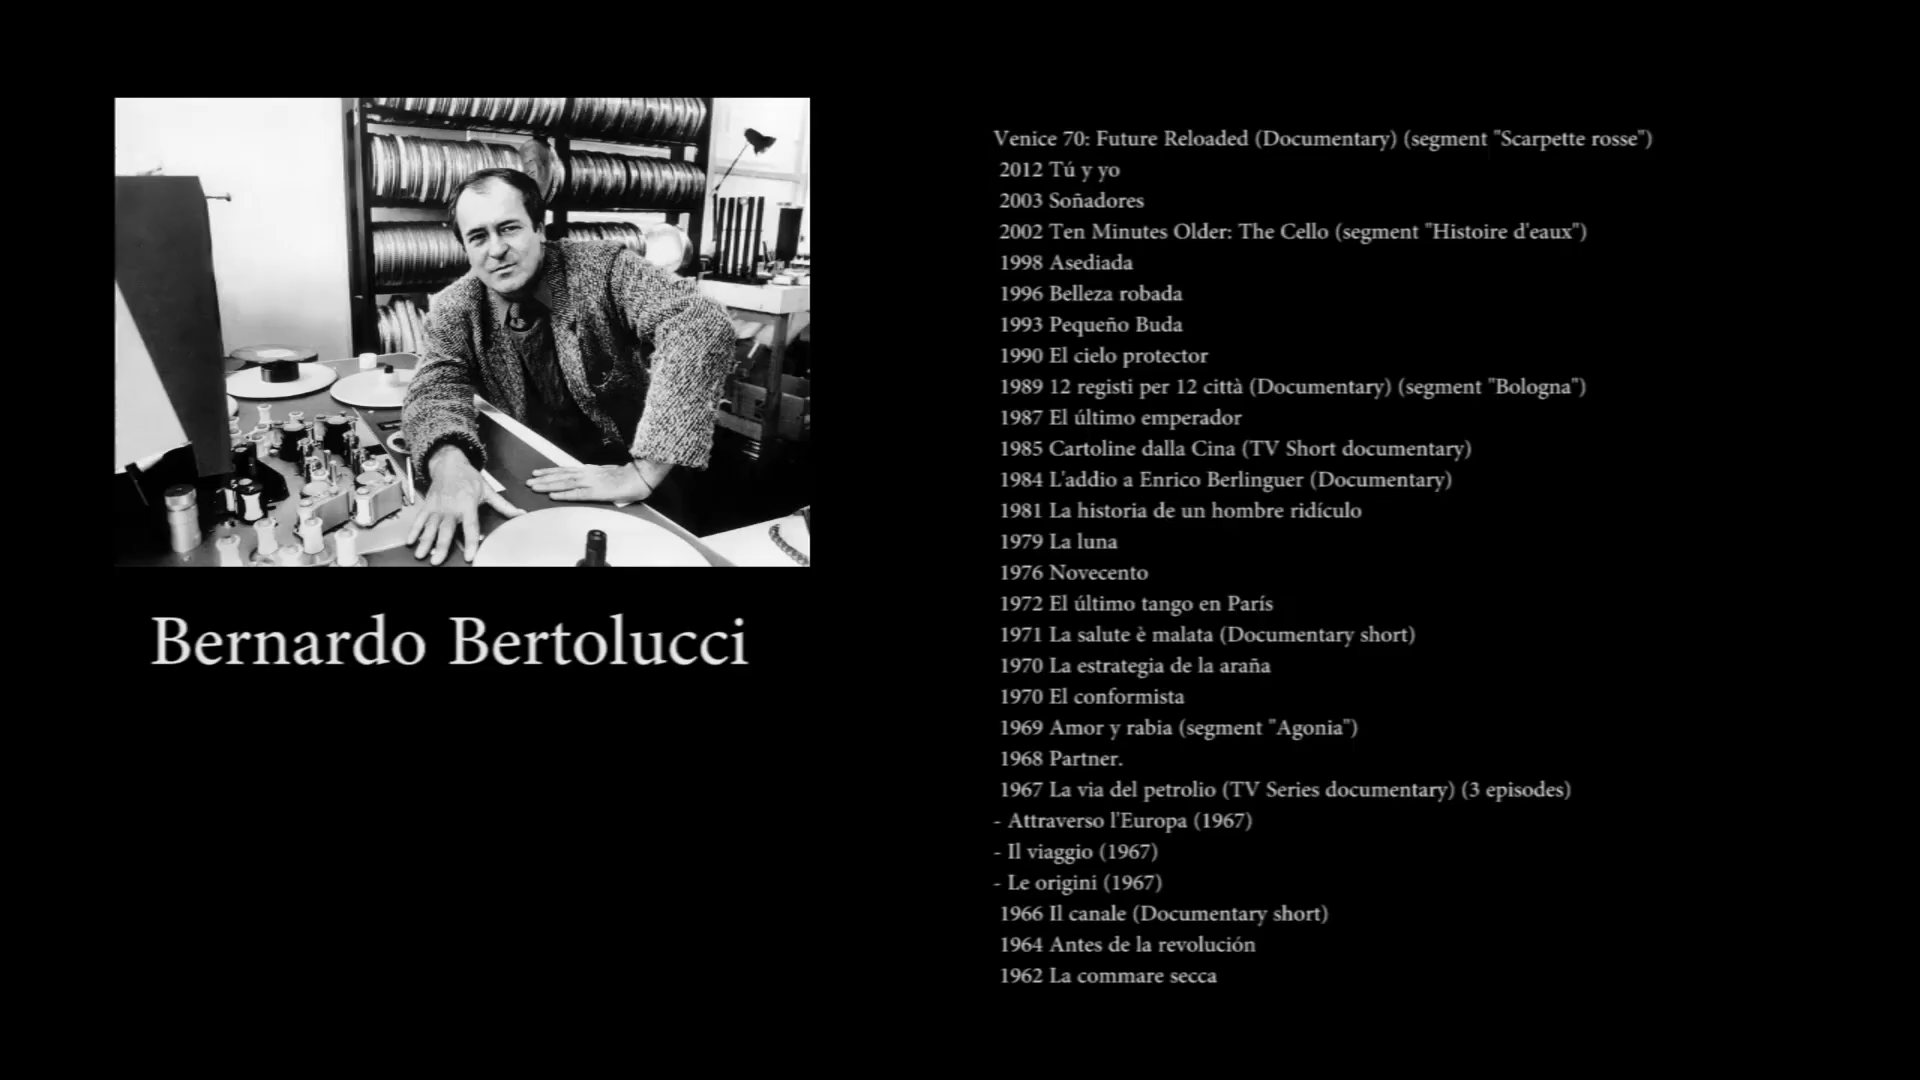 Bernardo Bertolucci
Venice 70: Future Reloaded (Documentary) (segment "Scarpette rosse")
2012 Tú y yo
2003 Soñadores
2002 Ten Minutes Older: The Cello (segment "Histoire d'eaux")
1998 Asediada
1996 Belleza robada
1993 Pequeño Buda
1990 El cielo protector
1989 12 registi per 12 città (Documentary) (segment "Bologna")
1987 El último emperador
1985 Cartoline dalla Cina (TV Short documentary)
1984 L'addio a Enrico Berlinguer (Documentary)
1981 La historia de un hombre ridículo
1979 La luna
1976 Novecento
1972 El último tango en París
1971 La salute è malata (Documentary short)
1970 La estrategia de la araña
1970 El conformista
1969 Amor y rabia (segment "Agonia")
1968 Partner.
1967 La via del petrolio (TV Series documentary) (3 episodes)
- Attraverso l'Europa (1967)
- Il viaggio (1967)
- Le origini (1967)
1966 Il canale (Documentary short)
1964 Antes de la revolución
1962 La commare secca